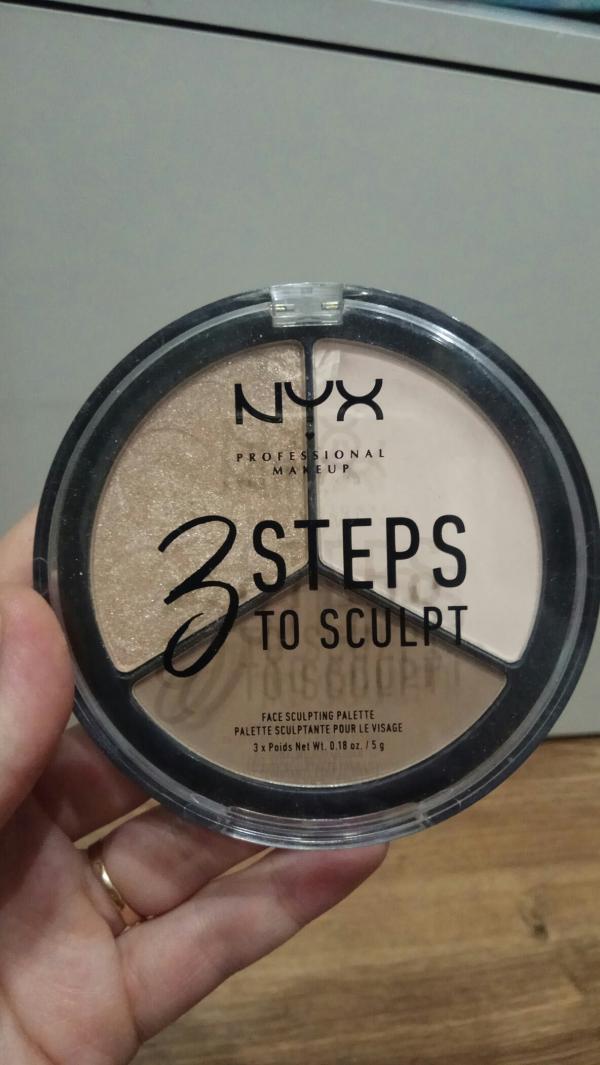 NYX
PROFESSIONAL
MAKEUP
3 STEPS
TO SCULPT
FACE SCULPTING PALETTE
PALETTE SCULPTANTE POUR LE VISAGE
3 x Poids Net Wt. 0.18 oz. / 5 g